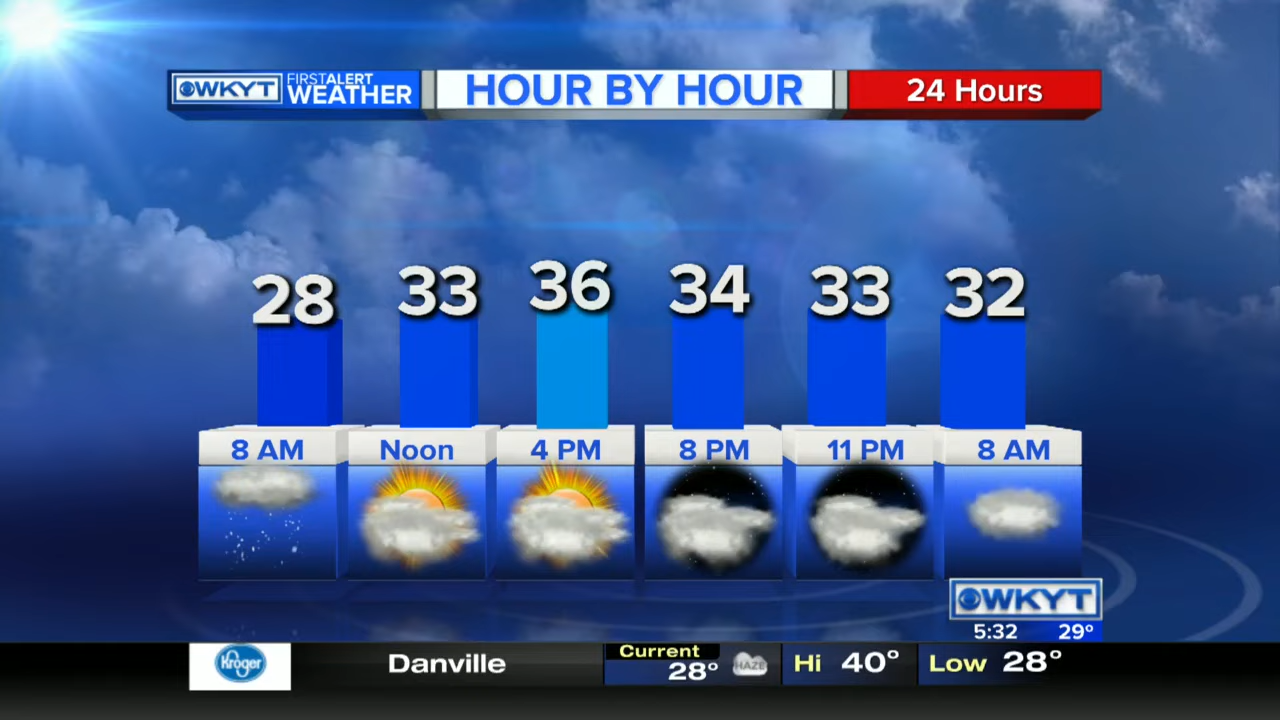 WKYT FIRST ALERT WEATHER
HOUR BY HOUR
24 Hours
28 33 36 34 33 32
8 AM Noon 4 PM 8 PM 11 PM 8 AM
WKYT
5:32 29°
Kroger
Danville
Current 28° HAZE
Hi 40°
Low 28°